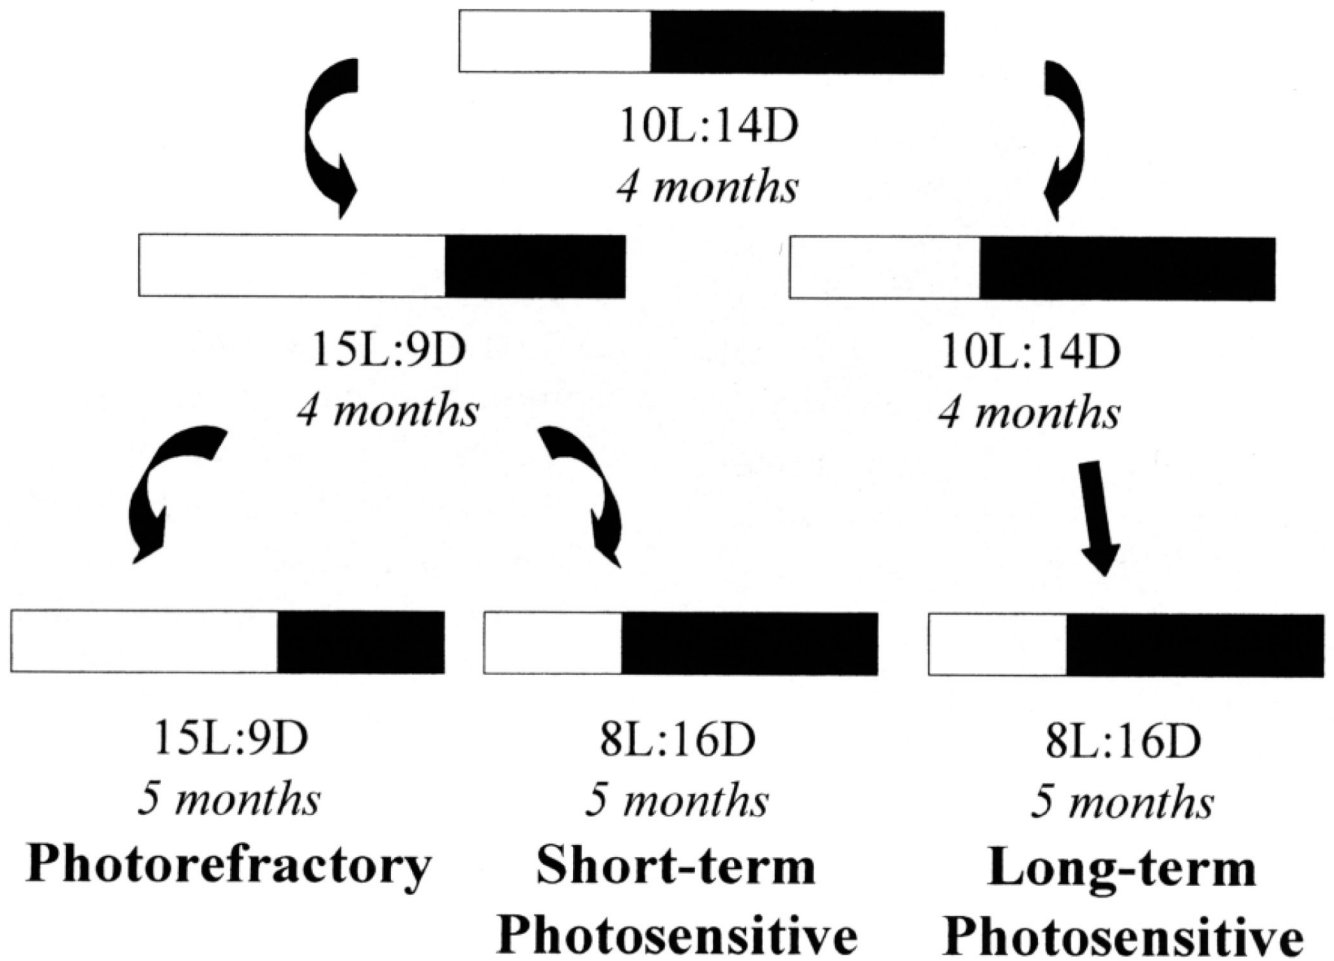 10L:14D
4 months
15L:9D
4 months
10L:14D
4 months
15L:9D
5 months
Photorefractory
8L:16D
5 months
Short-term
Photosensitive
8L:16D
5 months
Long-term
Photosensitive